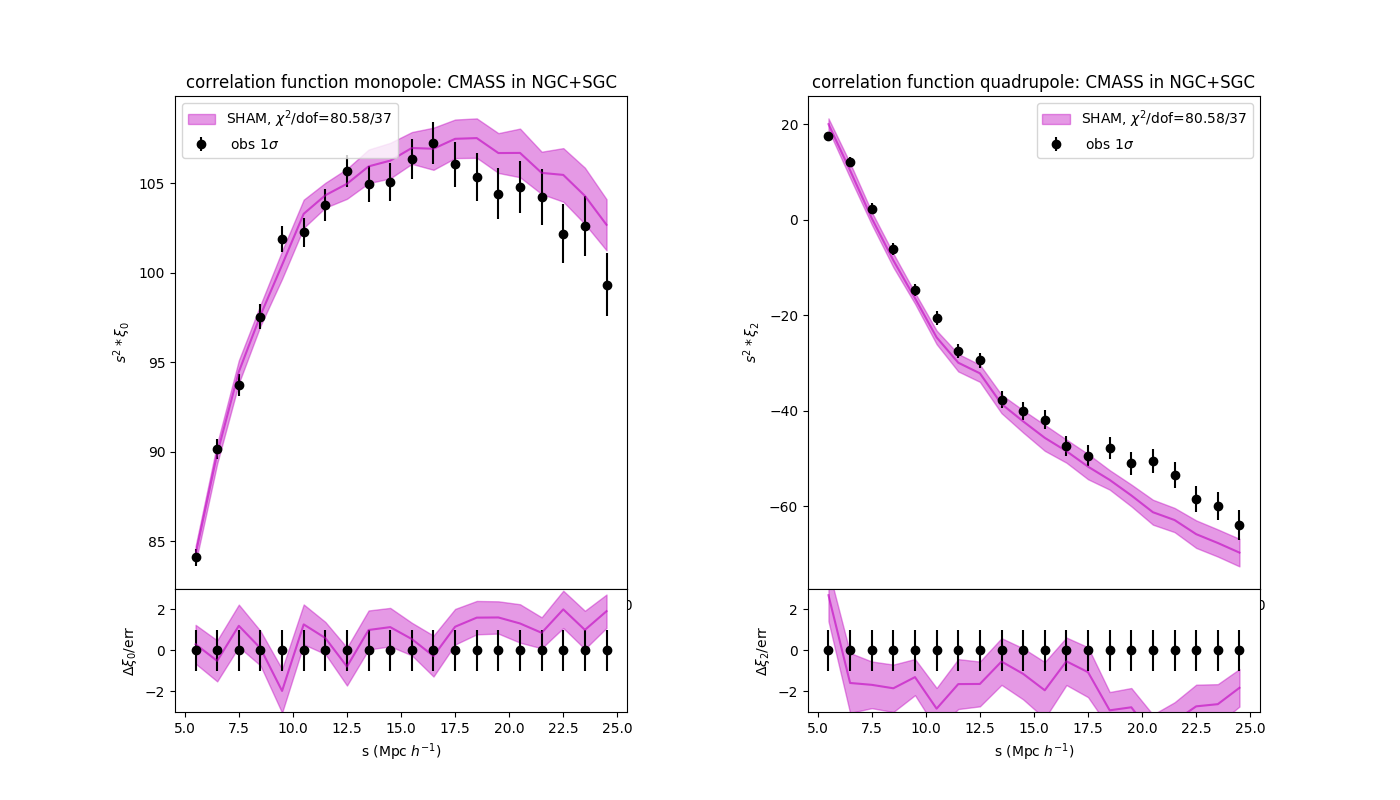 correlation function monopole: CMASS in NGC+SGC
SHAM, χ²/dof=80.58/37
obs 1σ
105
100
95
90
85
s² * ξ₀
0
2
0
−2
Δξ₀/err
5.0 7.5 10.0 12.5 15.0 17.5 20.0 22.5 25.0
s (Mpc h⁻¹)
correlation function quadrupole: CMASS in NGC+SGC
SHAM, χ²/dof=80.58/37
obs 1σ
20
0
−20
−40
−60
s² * ξ₂
0
2
0
−2
Δξ₂/err
5.0 7.5 10.0 12.5 15.0 17.5 20.0 22.5 25.0
s (Mpc h⁻¹)